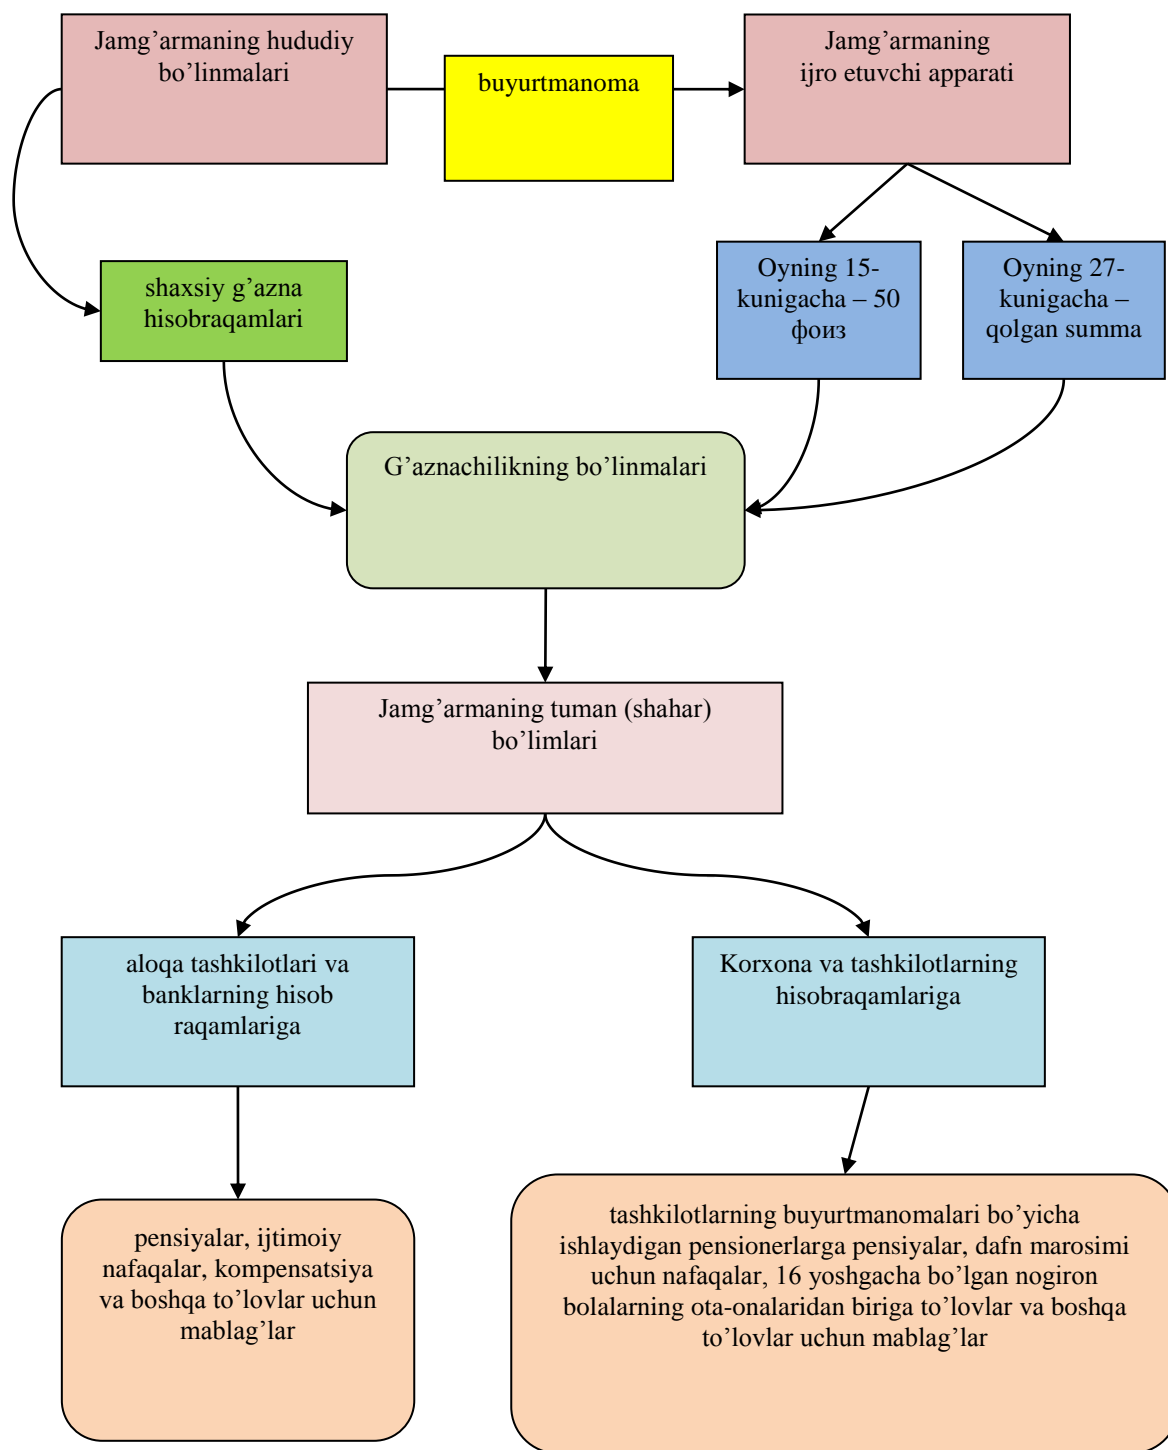 Jamg’armaning hududiy
bo’linmalari
buyurtmanoma
Jamg’armaning
ijro etuvchi apparati
shaxsiy g’azna
hisobraqamlari
Oyning 15-
kunigacha – 50
фоиз
Oyning 27-
kunigacha –
qolgan summa
G’aznachilikning bo’linmalari
Jamg’armaning tuman (shahar)
bo’limlari
aloqa tashkilotlari va
banklarning hisob
raqamlariga
Korxona va tashkilotlarning
hisobraqamlariga
pensiyalar, ijtimoiy
nafaqalar, kompensatsiya
va boshqa to’lovlar uchun
mablag’lar
tashkilotlarning buyurtmanomalari bo’yicha
ishlaydigan pensionerlarga pensiyalar, dafn marosimi
uchun nafaqalar, 16 yoshgacha bo’lgan nogiron
bolalarning ota-onalaridan biriga to’lovlar va boshqa
to’lovlar uchun mablag’lar